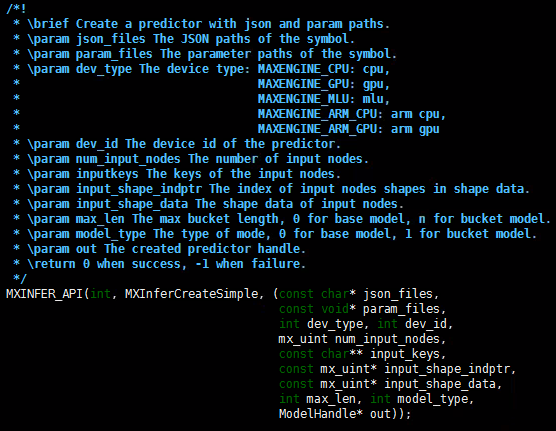 /*!
 * \brief Create a predictor with json and param paths.
 * \param json_files The JSON paths of the symbol.
 * \param param_files The parameter paths of the symbol.
 * \param dev_type The device type: MAXENGINE_CPU: cpu,
 *                                  MAXENGINE_GPU: gpu,
 *                                  MAXENGINE_MLU: mlu,
 *                                  MAXENGINE_ARM_CPU: arm cpu,
 *                                  MAXENGINE_ARM_GPU: arm gpu
 * \param dev_id The device id of the predictor.
 * \param num_input_nodes The number of input nodes.
 * \param inputkeys The keys of the input nodes.
 * \param input_shape_indptr The index of input nodes shapes in shape data.
 * \param input_shape_data The shape data of input nodes.
 * \param max_len The max bucket length, 0 for base model, n for bucket model.
 * \param model_type The type of mode, 0 for base model, 1 for bucket model.
 * \param out The created predictor handle.
 * \return 0 when success, -1 when failure.
 */
MXINFER_API(int, MXInferCreateSimple, (const char* json_files,
                                       const void* param_files,
                                       int dev_type, int dev_id,
                                       mx_uint num_input_nodes,
                                       const char** input_keys,
                                       const mx_uint* input_shape_indptr,
                                       const mx_uint* input_shape_data,
                                       int max_len, int model_type,
                                       ModelHandle* out));